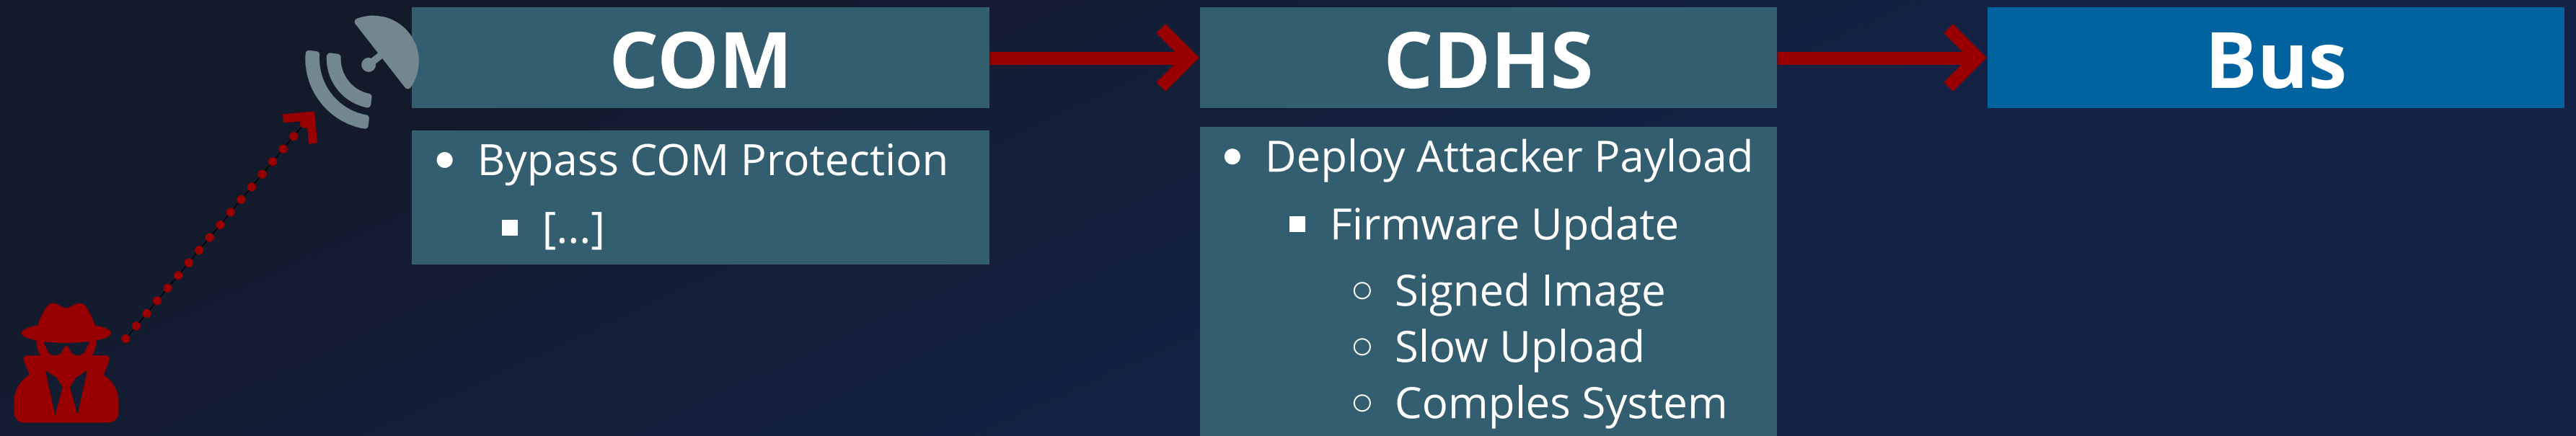 COM
Bypass COM Protection
[...]
CDHS
Deploy Attacker Payload
Firmware Update
Signed Image
Slow Upload
Comples System
Bus